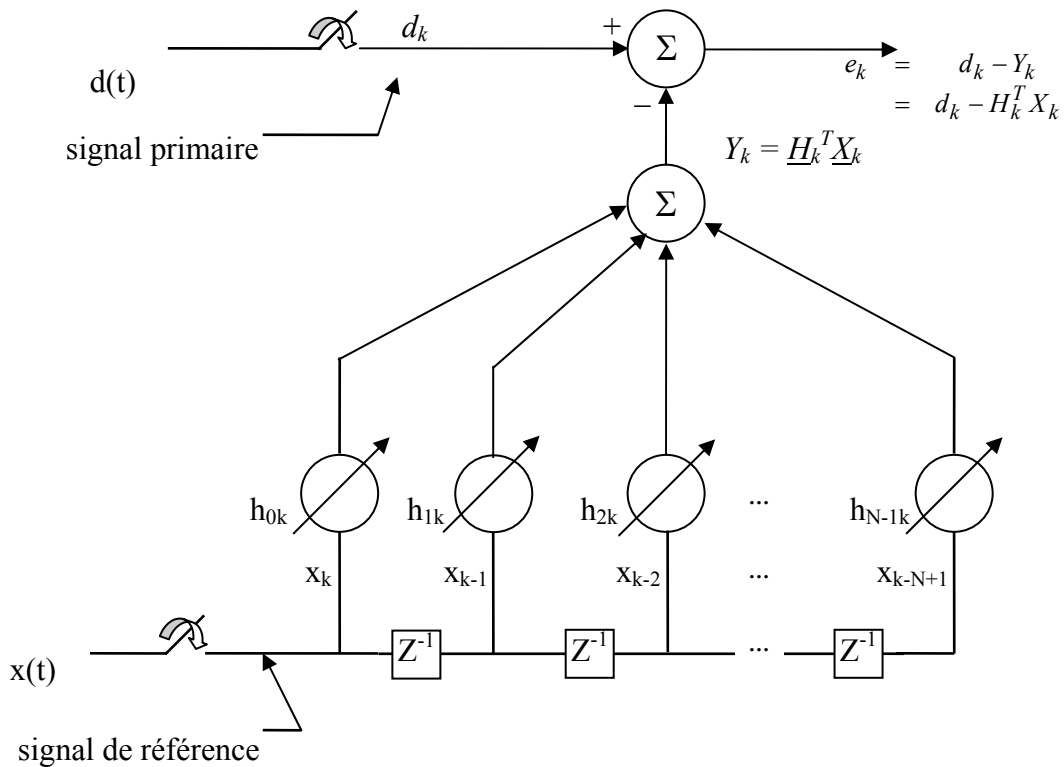 d_k
+
Σ
e_k = d_k – Y_k
= d_k – H_k^T X_k
d(t)
–
signal primaire
Y_k = H_k^T X_k
Σ
h_0k
h_1k
h_2k
...
h_N-1k
x_k
x_k-1
x_k-2
...
x_k-N+1
x(t)
Z^-1
Z^-1
...
Z^-1
signal de référence